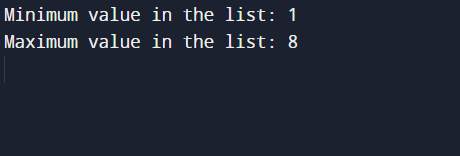 Minimum value in the list: 1
Maximum value in the list: 8